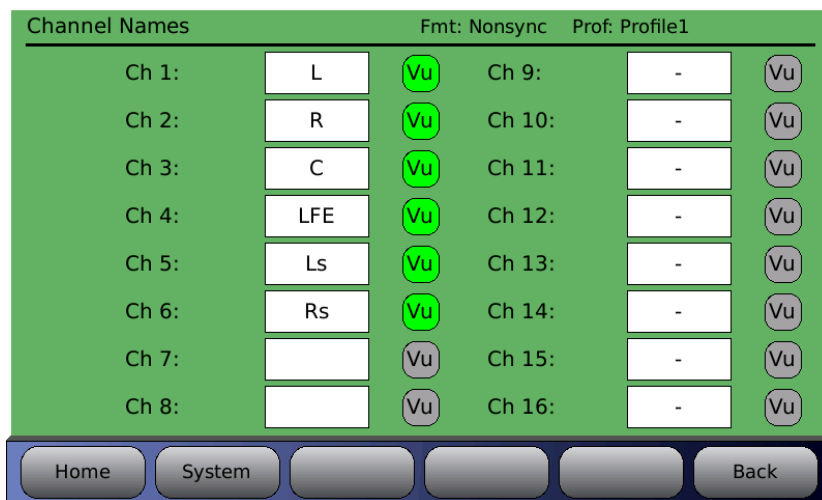 Channel Names Fmt: Nonsync Prof: Profile1
Ch 1: L Vu Ch 9: - Vu
Ch 2: R Vu Ch 10: - Vu
Ch 3: C Vu Ch 11: - Vu
Ch 4: LFE Vu Ch 12: - Vu
Ch 5: Ls Vu Ch 13: - Vu
Ch 6: Rs Vu Ch 14: - Vu
Ch 7: Vu Ch 15: - Vu
Ch 8: Vu Ch 16: - Vu
Home System Back